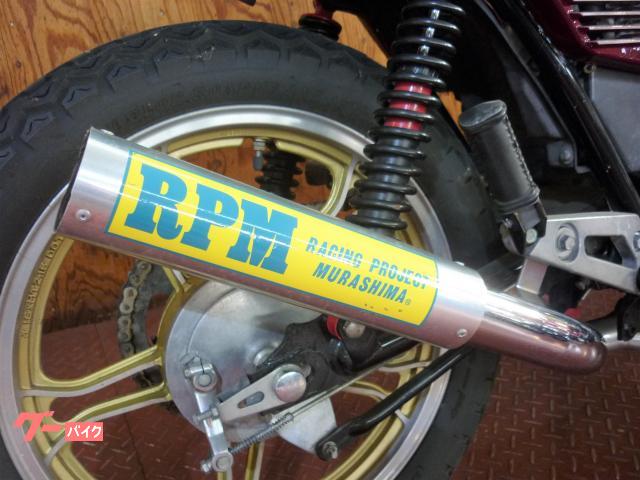 RPM
RACING PROJECT
MURASHIMA®
グーバイク